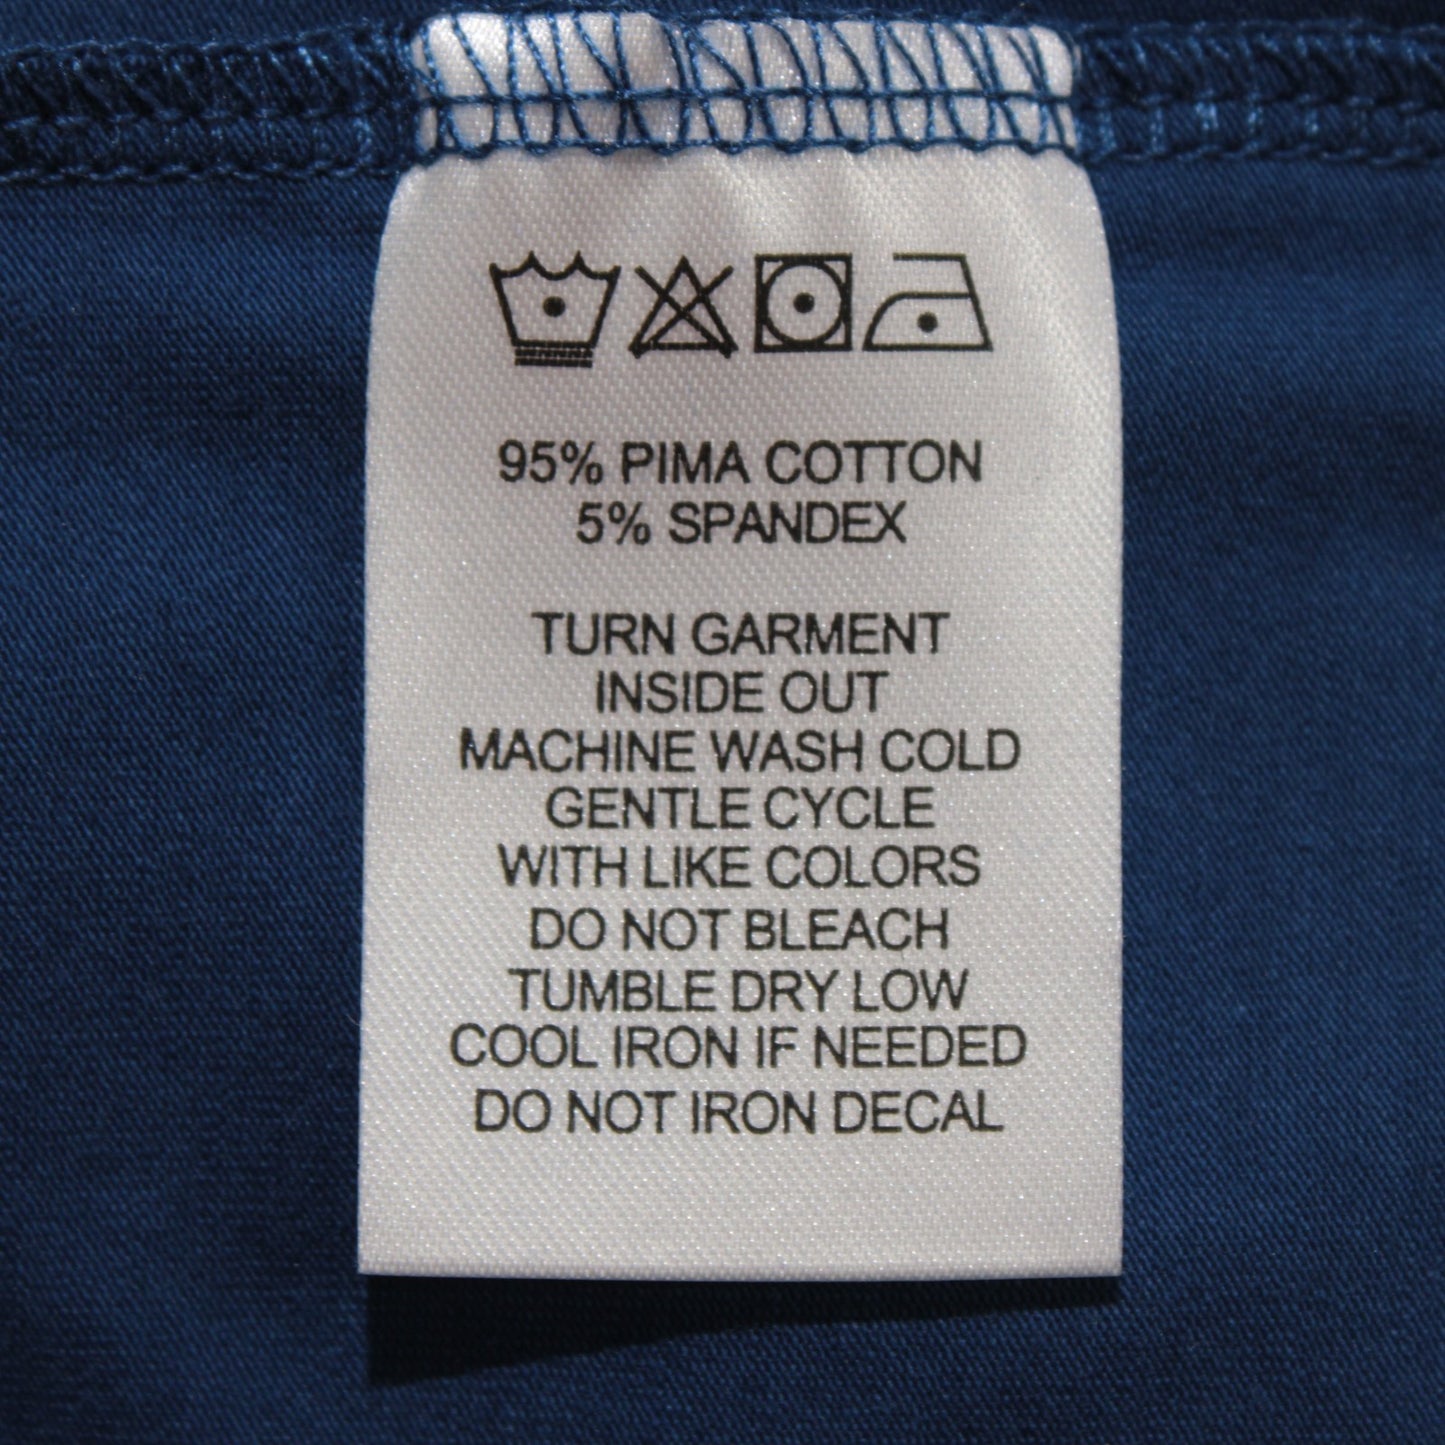 95% PIMA COTTON
5% SPANDEX
TURN GARMENT
INSIDE OUT
MACHINE WASH COLD
GENTLE CYCLE
WITH LIKE COLORS
DO NOT BLEACH
TUMBLE DRY LOW
COOL IRON IF NEEDED
DO NOT IRON DECAL